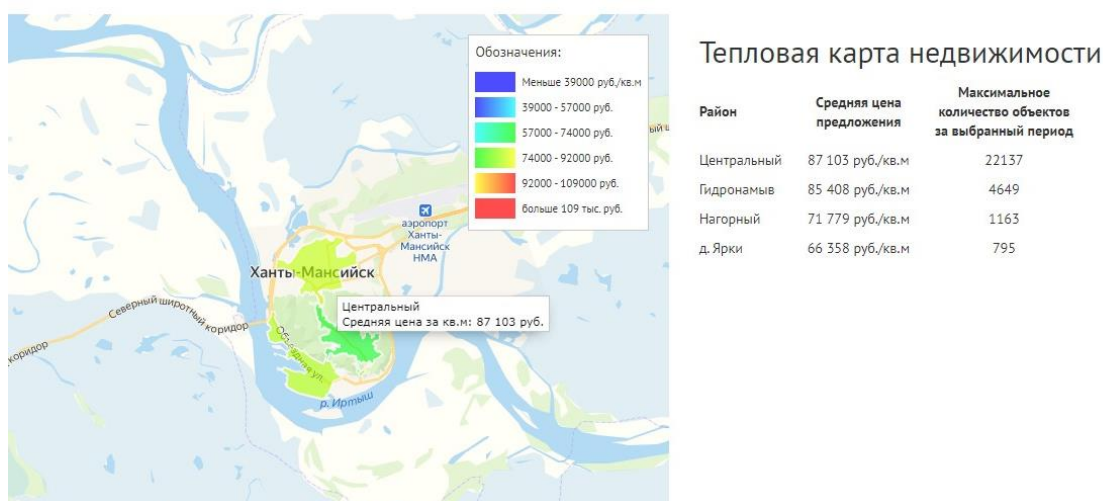 Обозначения:
Меньше 39000 руб./кв.м
39000 - 57000 руб.
57000 - 74000 руб.
74000 - 92000 руб.
92000 - 109000 руб.
больше 109 тыс. руб.
аэропорт
Ханты-
Мансийск
НМА
Ханты-Мансийск
Центральный
Средняя цена за кв.м: 87 103 руб.
Северный широтный коридор
коридор
Объездная ул.
р. Иртыш
Тепловая карта недвижимости
Район Средняя цена предложения Максимальное количество объектов за выбранный период
Центральный 87 103 руб./кв.м 22137
Гидронамыв 85 408 руб./кв.м 4649
Нагорный 71 779 руб./кв.м 1163
д. Ярки 66 358 руб./кв.м 795